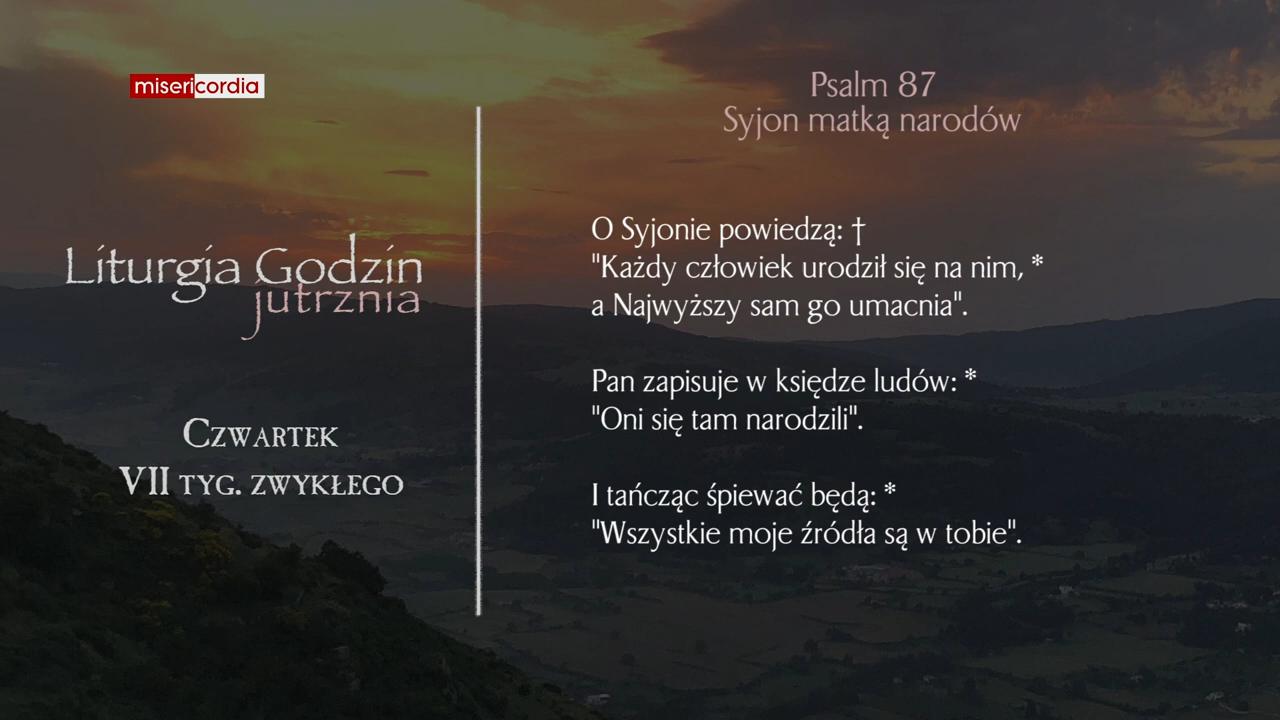 misericordia
Liturgia Godzin
jutrznia
Czwartek
VII tyg. zwykłego
Psalm 87
Syjon matką narodów
O Syjonie powiedzą: †
"Każdy człowiek urodził się na nim, *
a Najwyższy sam go umacnia".
Pan zapisuje w księdze ludów: *
"Oni się tam narodzili".
I tańcząc śpiewać będą: *
"Wszystkie moje źródła są w tobie".